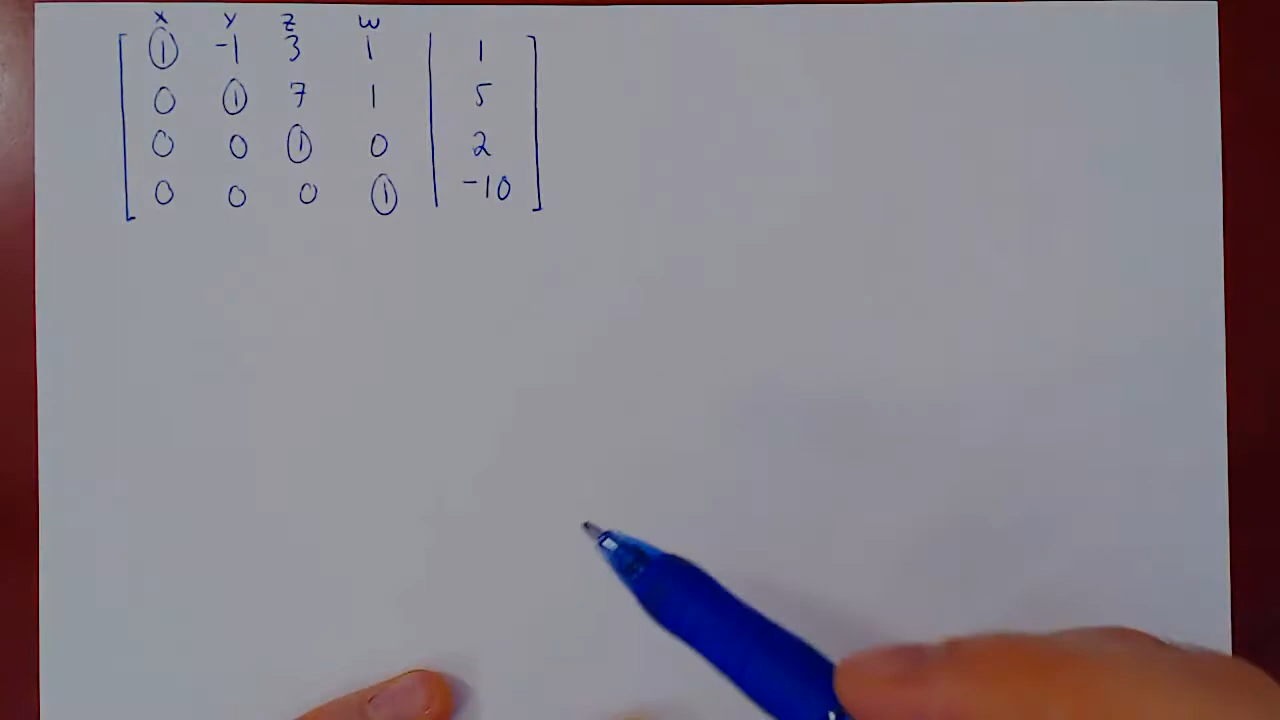 x y z w
1 -1 3 1 | 1
0 1 7 1 | 5
0 0 1 0 | 2
0 0 0 1 | -10